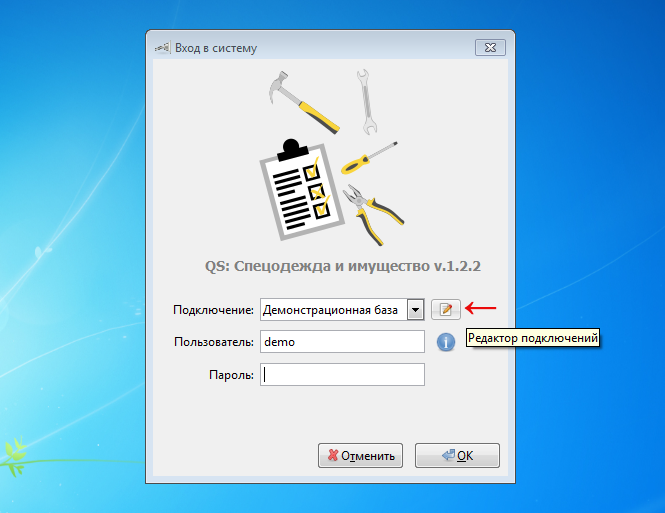 Вход в систему
QS: Спецодежда и имущество v.1.2.2
Подключение: Демонстрационная база
Редактор подключений
Пользователь: demo
Пароль:
Отменить OK